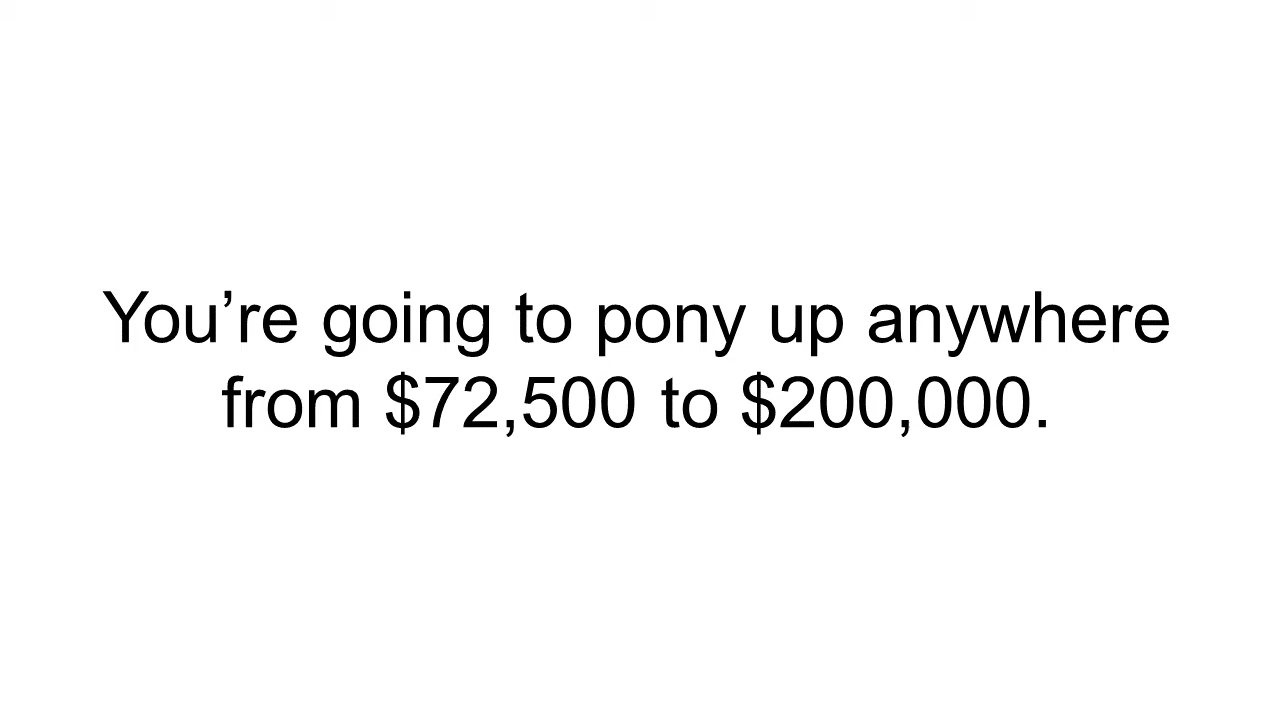 You’re going to pony up anywhere
from $72,500 to $200,000.